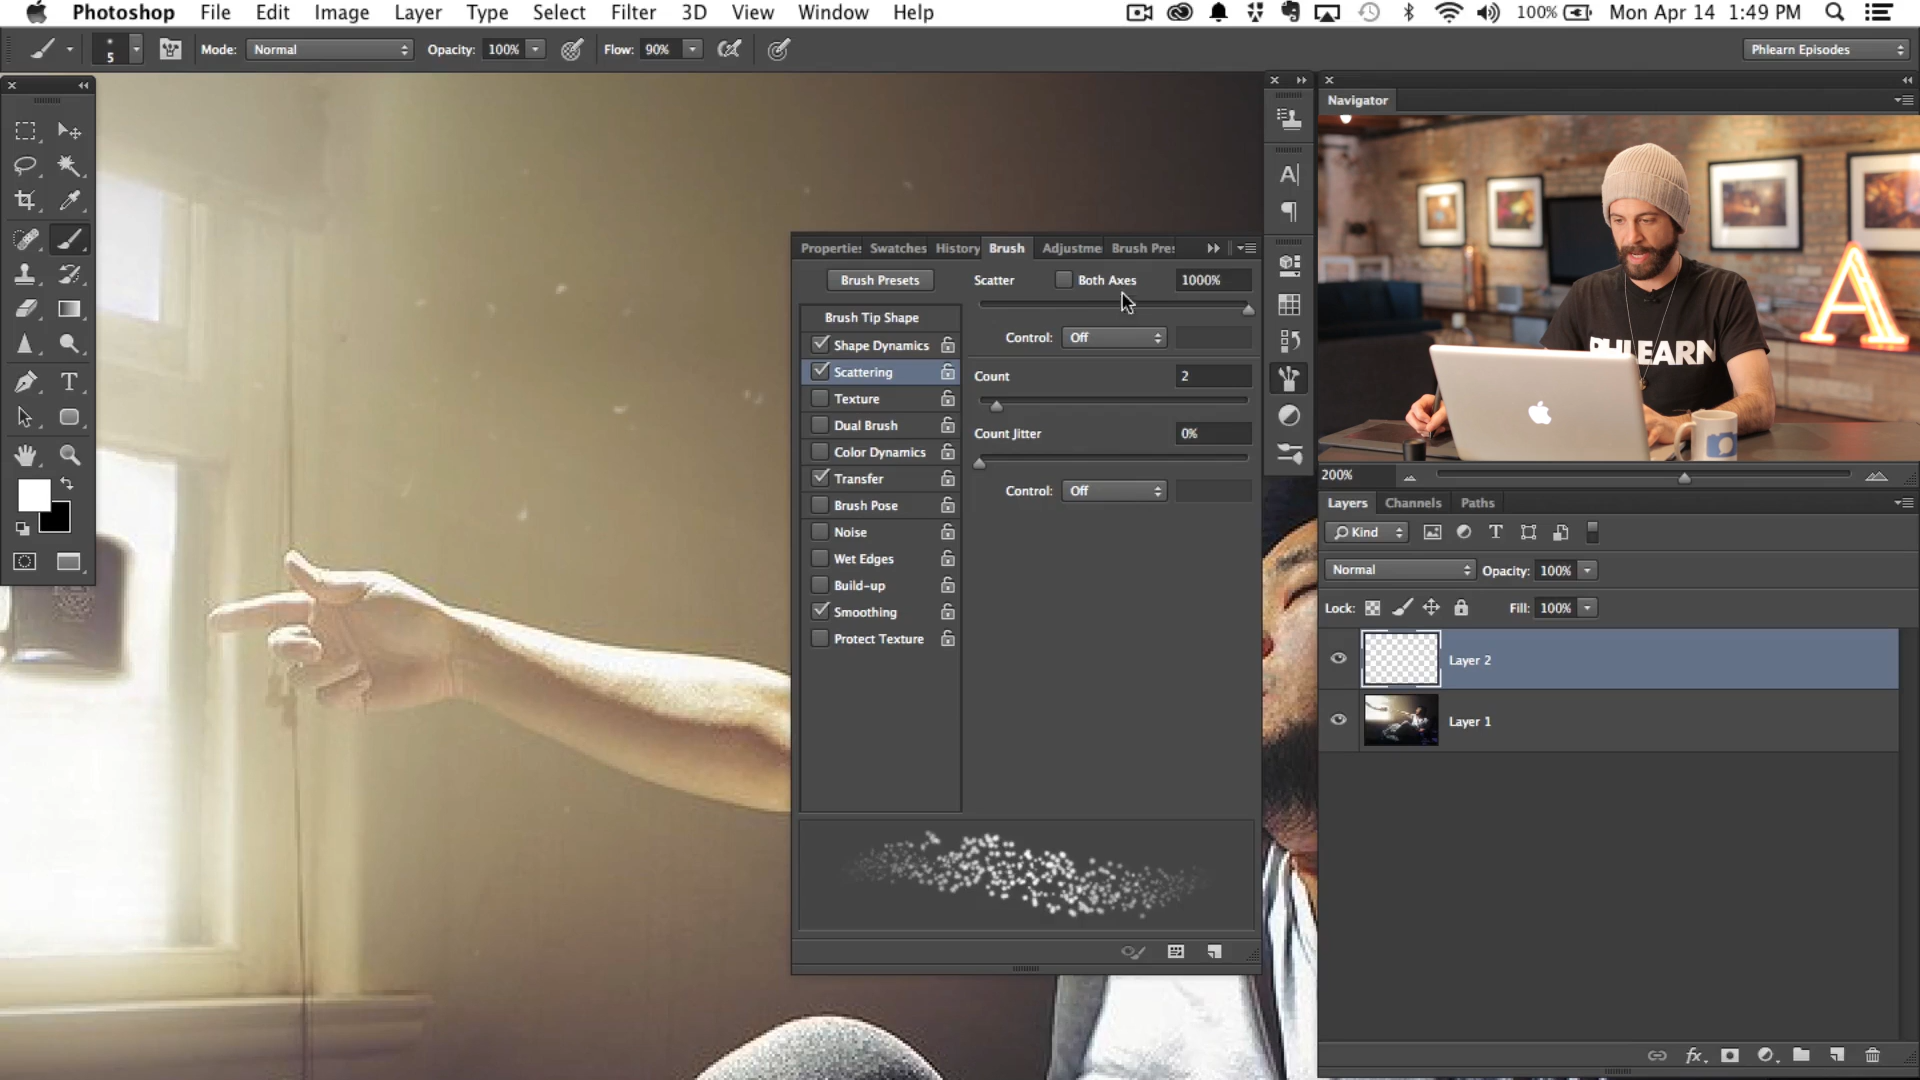 Photoshop File Edit Image Layer Type Select Filter 3D View Window Help 100% Mon Apr 14 1:49 PM
5 Mode: Normal Opacity: 100% Flow: 90% Phlearn Episodes
Navigator
PHLEARN
A
200%
Properties Swatches History Brush Adjustme Brush Pre
Brush Presets Scatter Both Axes 1000%
Brush Tip Shape
Shape Dynamics Control: Off
Scattering Count 2
Texture
Dual Brush Count Jitter 0%
Color Dynamics
Transfer Control: Off
Brush Pose
Noise
Wet Edges
Build-up
Smoothing
Protect Texture
Layers Channels Paths
Kind
Normal Opacity: 100%
Lock: Fill: 100%
Layer 2
Layer 1
fx